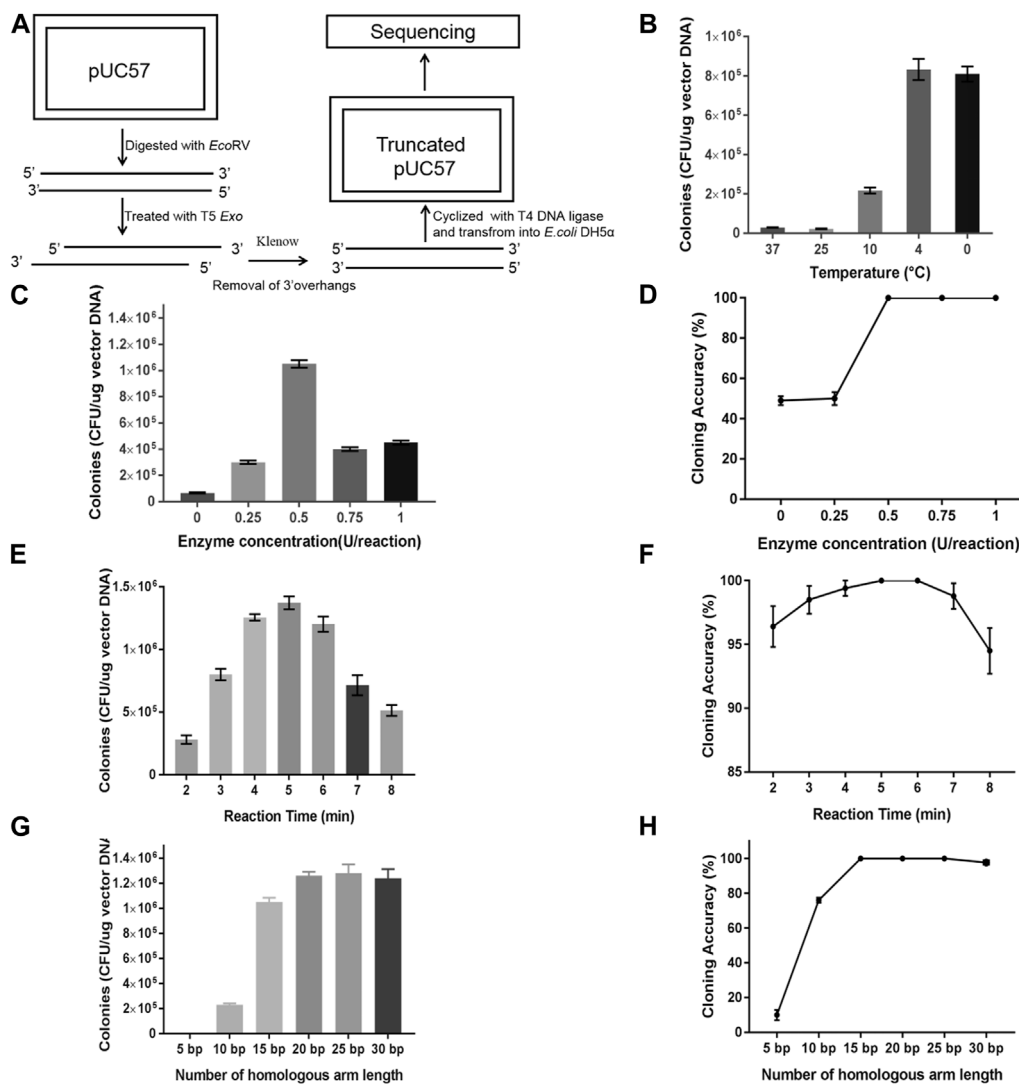 A
pUC57
Digested with EcoRV
5’ 3’
3’ 5’
Treated with T5 Exo
5’ 3’
3’ 5’
Klenow
Removal of 3’overhangs
Sequencing
Truncated
pUC57
Cyclized with T4 DNA ligase
and transfrom into E.coli DH5α
5’ 3’
3’ 5’
B
Colonies (CFU/ug vector DNA)
1×10⁶
8×10⁵
6×10⁵
4×10⁵
2×10⁵
0
37 25 10 4 0
Temperature (°C)
C
Colonies (CFU/ug vector DNA)
1.4×10⁶
1.2×10⁶
1×10⁶
8×10⁵
6×10⁵
4×10⁵
2×10⁵
0
0 0.25 0.5 0.75 1
Enzyme concentration(U/reaction)
D
Cloning Accuracy (%)
100
80
60
40
20
0
0 0.25 0.5 0.75 1
Enzyme concentration (U/reaction)
E
Colonies (CFU/ug vector DNA)
1.5×10⁶
1×10⁶
5×10⁵
0
2 3 4 5 6 7 8
Reaction Time (min)
F
Cloning Accuracy (%)
100
95
90
85
2 3 4 5 6 7 8
Reaction Time (min)
G
Colonies (CFU/ug vector DNA
1.4×10⁶
1.2×10⁶
1×10⁶
8×10⁵
6×10⁵
4×10⁵
2×10⁵
0
5 bp 10 bp 15 bp 20 bp 25 bp 30 bp
Number of homologous arm length
H
Cloning Accuracy (%)
100
80
60
40
20
0
5 bp 10 bp 15 bp 20 bp 25 bp 30 bp
Number of homologous arm length